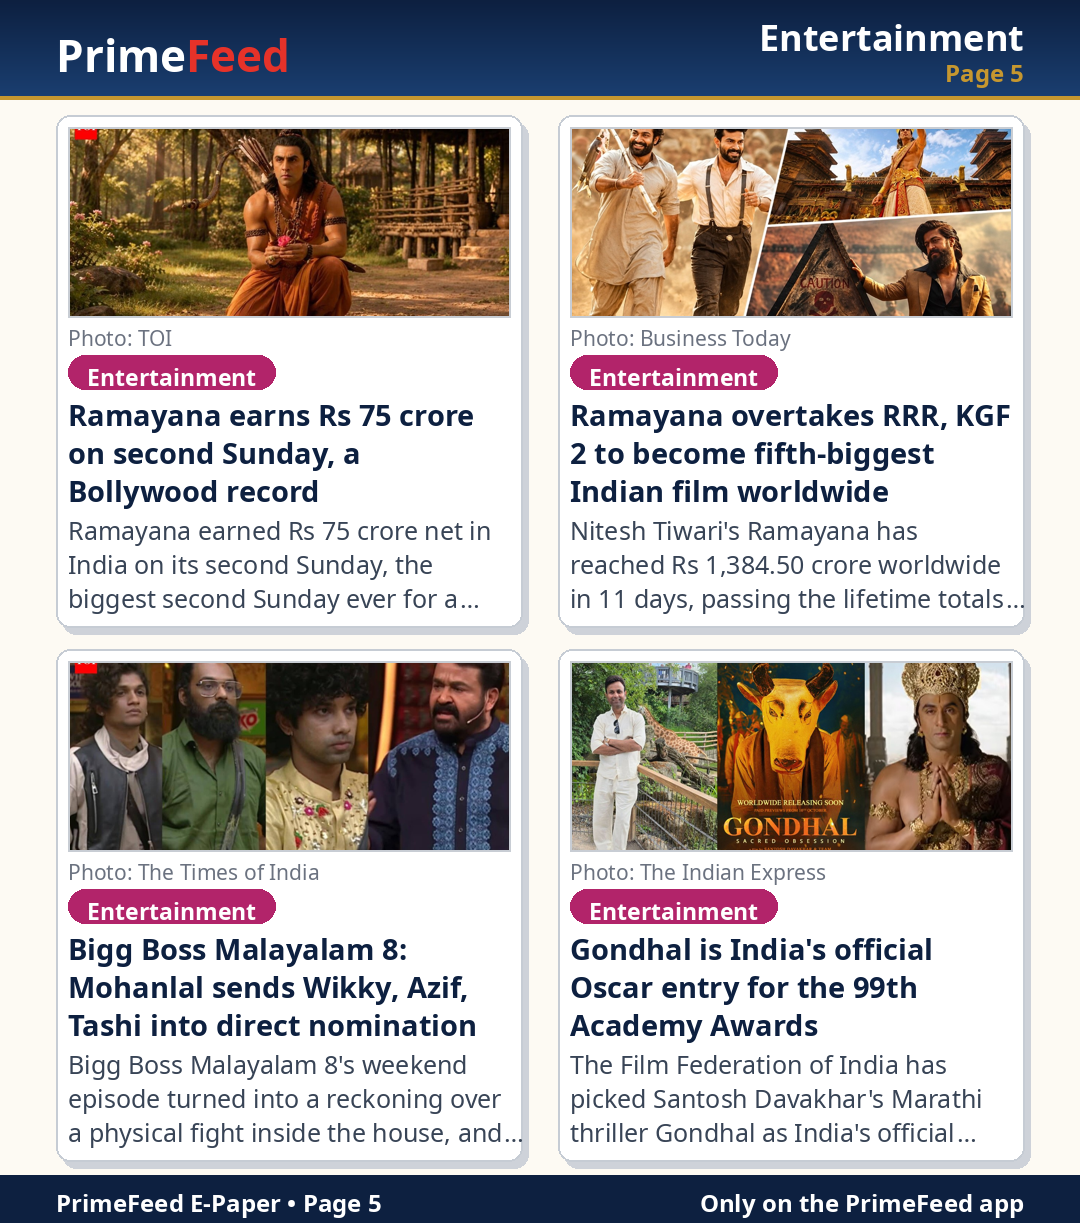 PrimeFeed
Entertainment
Page 5
Photo: TOI
Entertainment
Ramayana earns Rs 75 crore
on second Sunday, a
Bollywood record
Ramayana earned Rs 75 crore net in
India on its second Sunday, the
biggest second Sunday ever for a...
CAUTION
Photo: Business Today
Entertainment
Ramayana overtakes RRR, KGF
2 to become fifth-biggest
Indian film worldwide
Nitesh Tiwari's Ramayana has
reached Rs 1,384.50 crore worldwide
in 11 days, passing the lifetime totals...
Photo: The Times of India
Entertainment
Bigg Boss Malayalam 8:
Mohanlal sends Wikky, Azif,
Tashi into direct nomination
Bigg Boss Malayalam 8's weekend
episode turned into a reckoning over
a physical fight inside the house, and...
WORLDWIDE RELEASING SOON
GONDHAL
SACRED OBSESSION
Photo: The Indian Express
Entertainment
Gondhal is India's official
Oscar entry for the 99th
Academy Awards
The Film Federation of India has
picked Santosh Davakhar's Marathi
thriller Gondhal as India's official...
PrimeFeed E-Paper • Page 5
Only on the PrimeFeed app